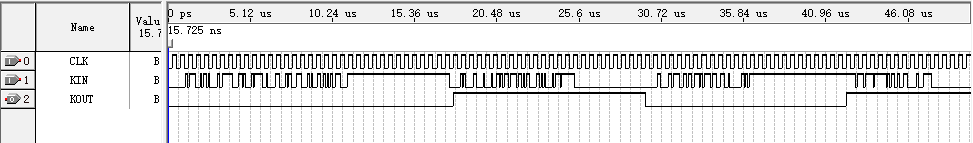 Name
Valu
15.7
0 ps 5.12 us 10.24 us 15.36 us 20.48 us 25.6 us 30.72 us 35.84 us 40.96 us 46.08 us
15.725 ns
0 CLK B
1 KIN B
2 KOUT B